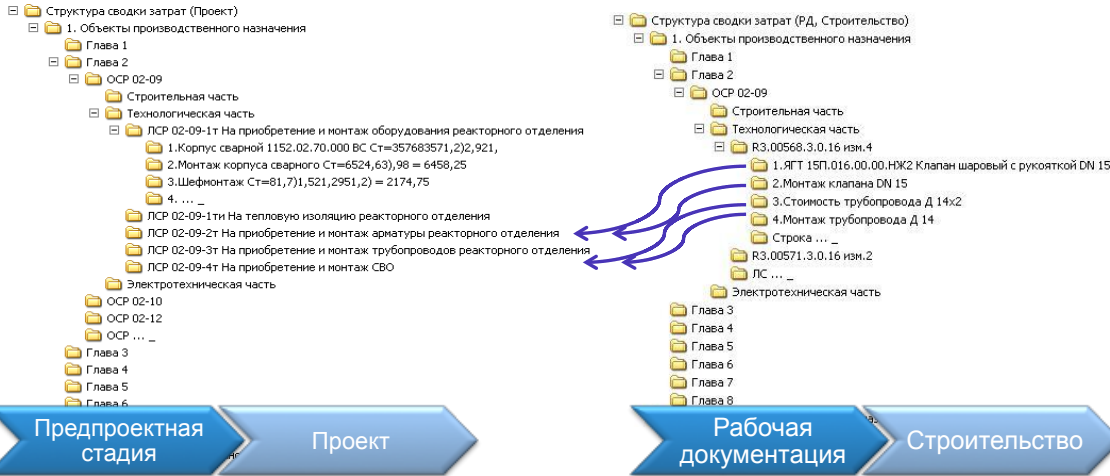 Структура сводки затрат (Проект)
1. Объекты производственного назначения
Глава 1
Глава 2
ОСР 02-09
Строительная часть
Технологическая часть
ЛСР 02-09-1т На приобретение и монтаж оборудования реакторного отделения
1.Корпус сварной 1152.02.70.000 ВС Ст=357683571,2)2,921,
2.Монтаж корпуса сварного Ст=6524,63),98 = 6458,25
3.Шефмонтаж Ст=81,7)1,521,2951,2) = 2174,75
4. ... _
ЛСР 02-09-1ти На тепловую изоляцию реакторного отделения
ЛСР 02-09-2т На приобретение и монтаж арматуры реакторного отделения
ЛСР 02-09-3т На приобретение и монтаж трубопроводов реакторного отделения
ЛСР 02-09-4т На приобретение и монтаж СВО
Электротехническая часть
ОСР 02-10
ОСР 02-12
ОСР ... _
Глава 3
Глава 4
Глава 5
Глава 6
Предпроектная
стадия
Проект
Структура сводки затрат (РД, Строительство)
1. Объекты производственного назначения
Глава 1
Глава 2
ОСР 02-09
Строительная часть
Технологическая часть
R3.00568.3.0.16 изм.4
1.ЯГТ 15П.016.00.00.НЖ2 Клапан шаровый с рукояткой DN 15
2.Монтаж клапана DN 15
3.Стоимость трубопровода Д 14х2
4.Монтаж трубопровода Д 14
Строка ... _
R3.00571.3.0.16 изм.2
ЛС ... _
Электротехническая часть
Глава 3
Глава 4
Глава 5
Глава 6
Глава 7
Глава 8
Рабочая
документация
Строительство